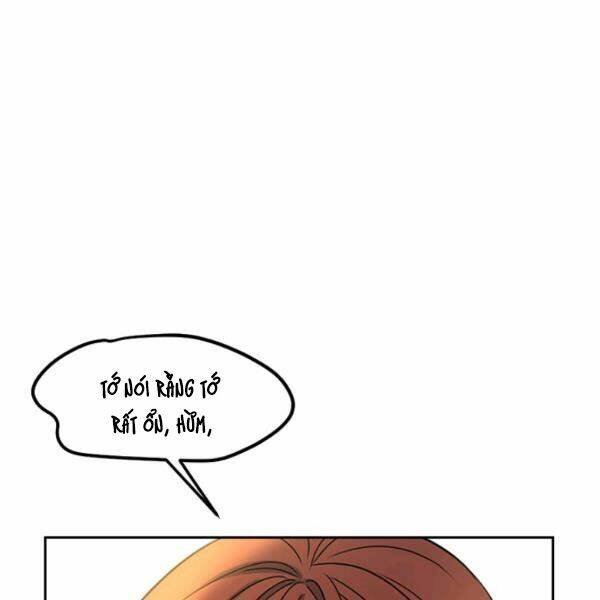 TỚ NÓI RẰNG TỚ
RẤT ỔN, HỪM,